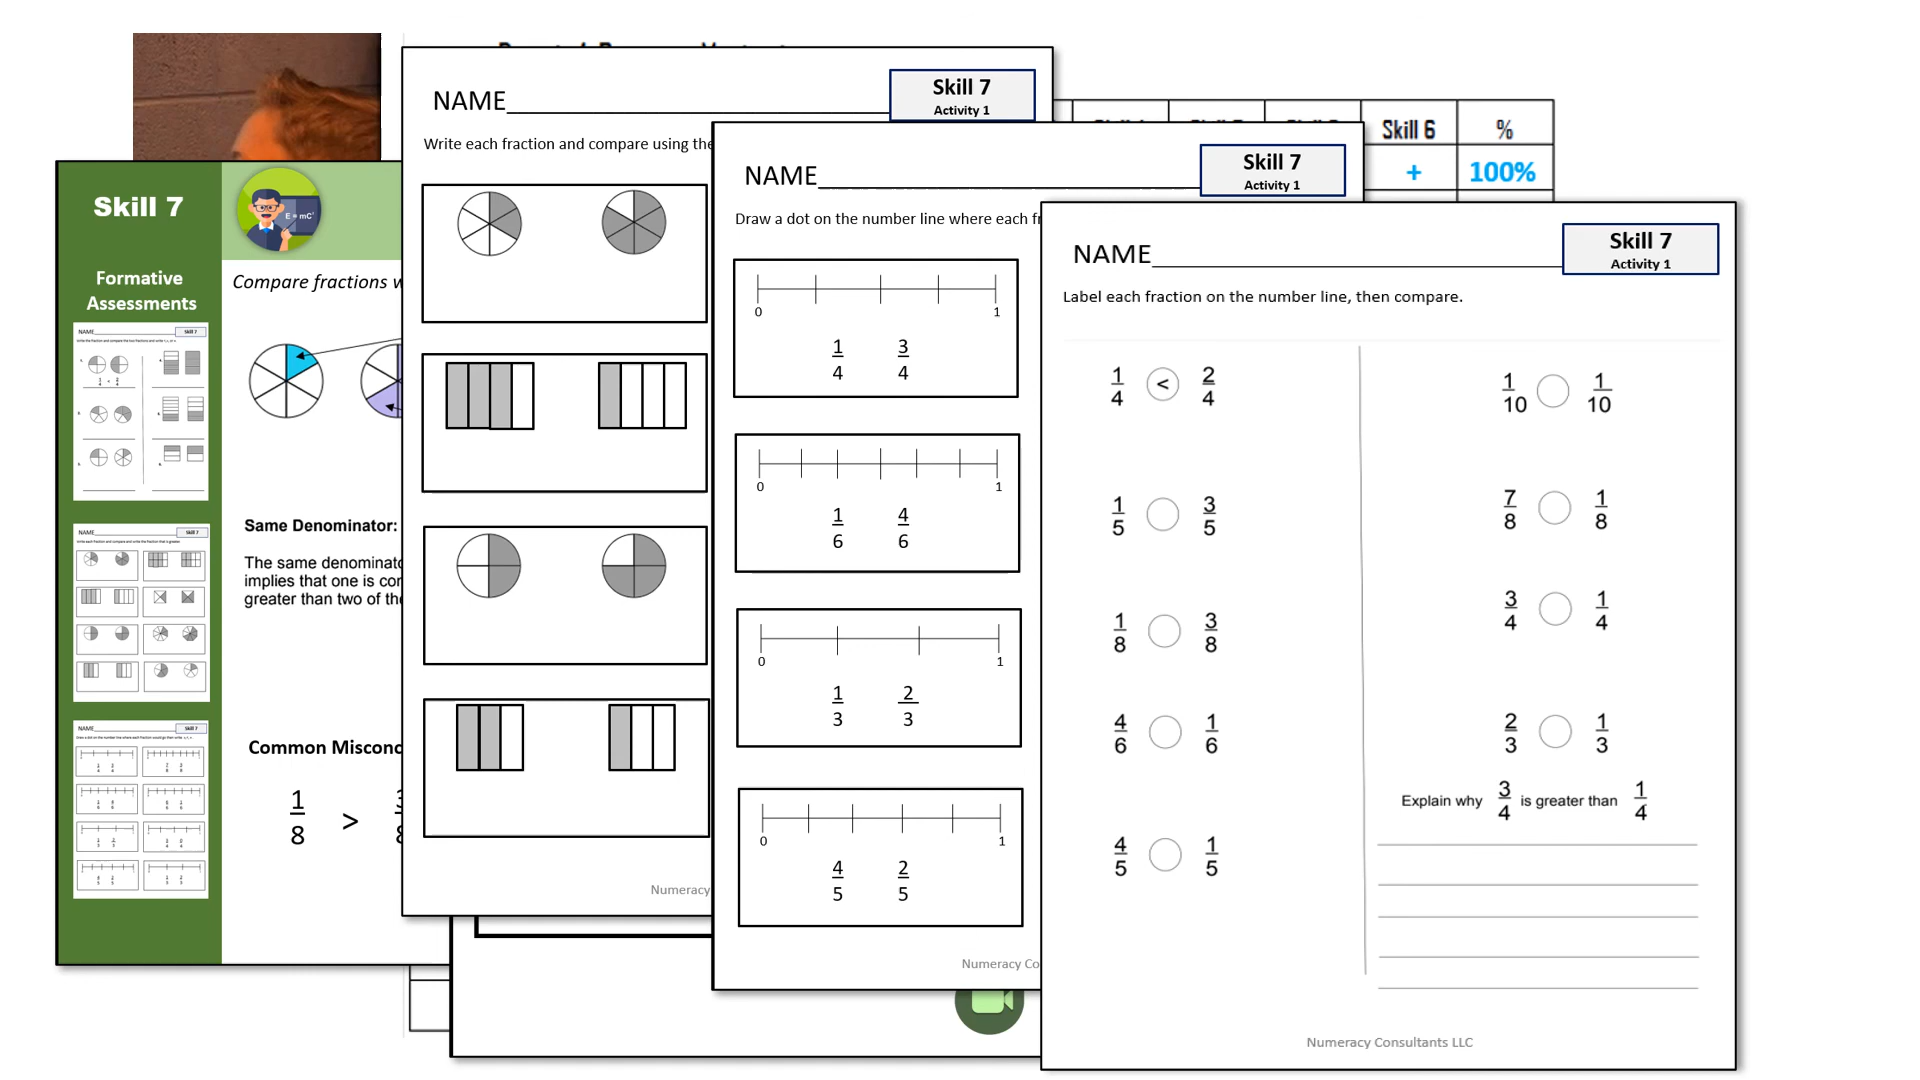 Skill 7
Formative
Assessments
Compare fractions w
Same Denominator:
The same denominato
implies that one is con
greater than two of the
Common Misconc
1
8
>
3
8
NAME
Skill 7
Activity 1
Write each fraction and compare using the
Numeracy
NAME
Skill 7
Activity 1
Draw a dot on the number line where each fr
0 1
1 3
4 4
0 1
1 4
6 6
0 1
1 2
3 3
0 1
4 2
5 5
Numeracy Co
Skill 6 %
+ 100%
NAME
Skill 7
Activity 1
Label each fraction on the number line, then compare.
1/4 < 2/4
1/5 3/5
1/8 3/8
4/6 1/6
4/5 1/5
1/10 1/10
7/8 1/8
3/4 1/4
2/3 1/3
Explain why 3/4 is greater than 1/4
Numeracy Consultants LLC